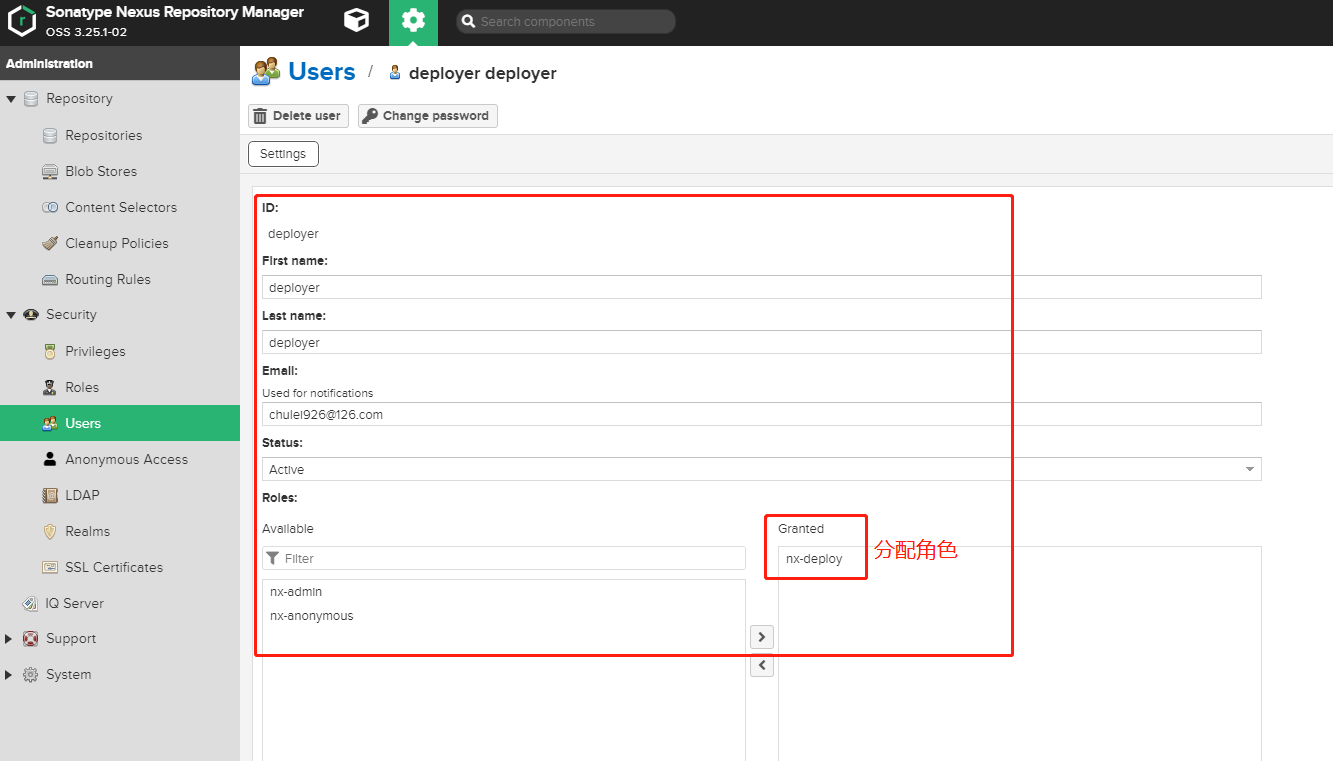 Sonatype Nexus Repository Manager
OSS 3.25.1-02
Search components
Administration
Repository
Repositories
Blob Stores
Content Selectors
Cleanup Policies
Routing Rules
Security
Privileges
Roles
Users
Anonymous Access
LDAP
Realms
SSL Certificates
IQ Server
Support
System
Users / deployer deployer
Delete user
Change password
Settings
ID:
deployer
First name:
deployer
Last name:
deployer
Email:
Used for notifications
chulei926@126.com
Status:
Active
Roles:
Available
Filter
nx-admin
nx-anonymous
Granted
nx-deploy
分配角色